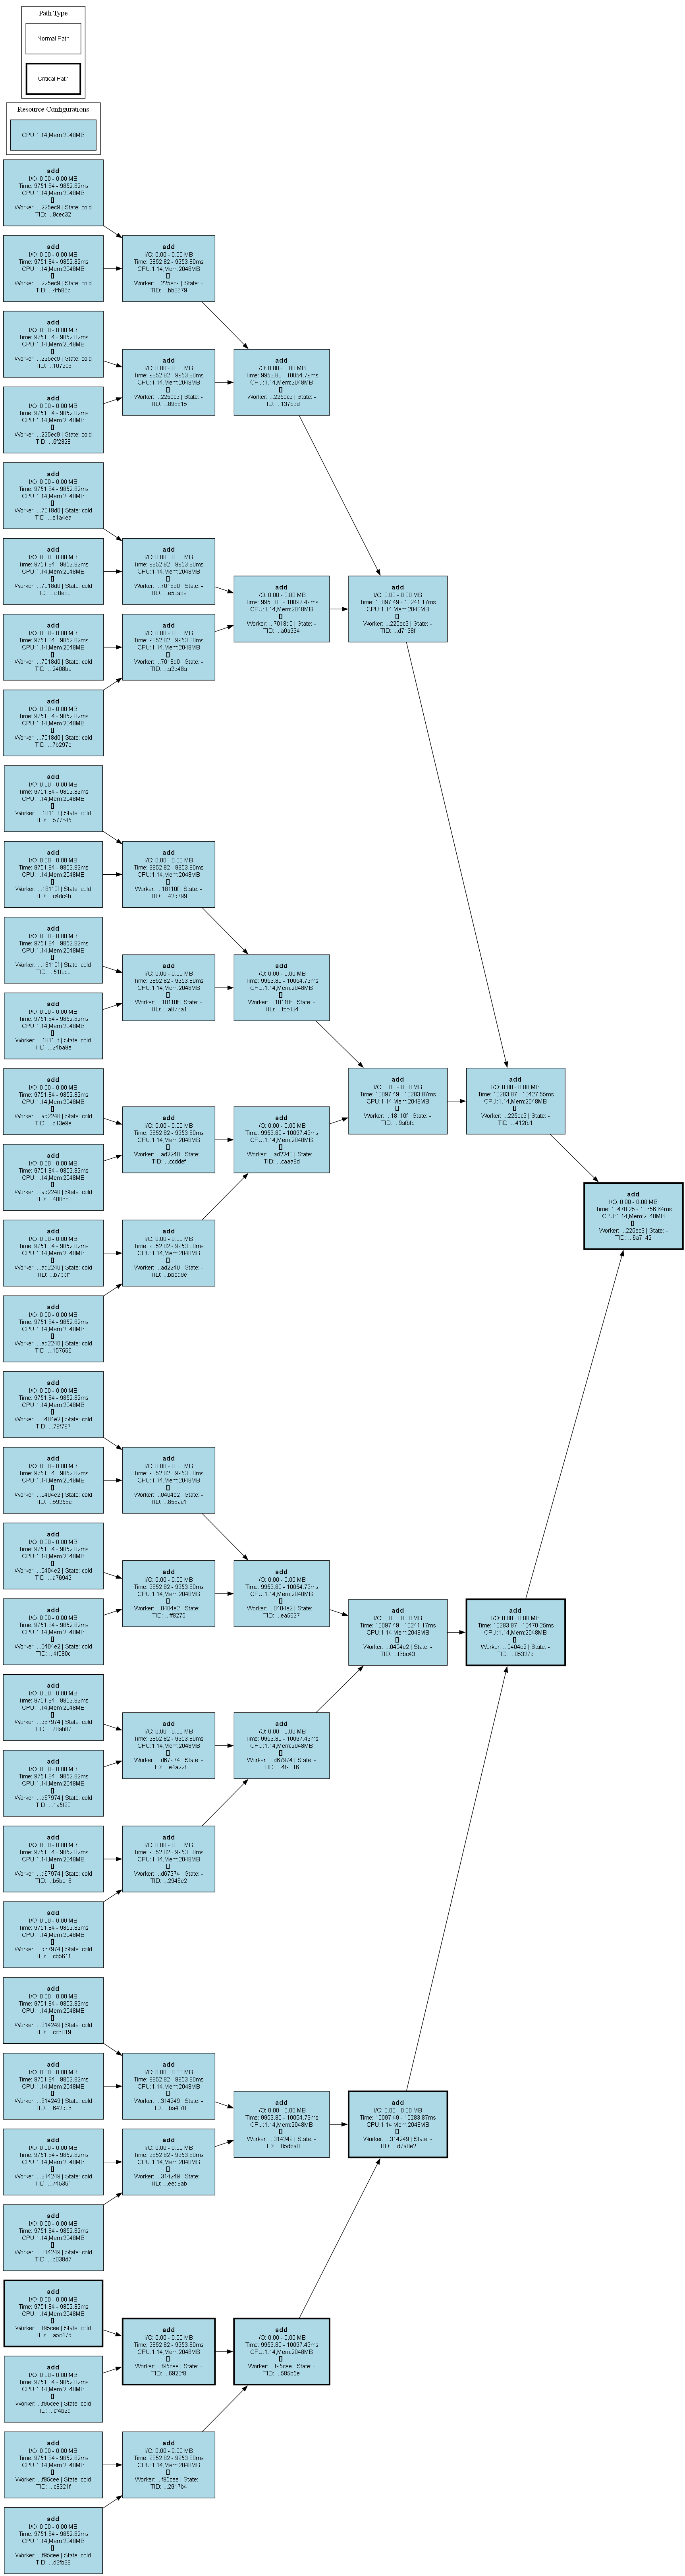 Path Type
Normal Path
Critical Path
Resource Configurations
CPU:1.14,Mem:2048MB
add
I/O: 0.00 - 0.00 MB
Time: 9751.84 - 9852.82ms
CPU:1.14,Mem:2048MB
Worker: ...225ec9 | State: cold
TID: ...9cec32
add
I/O: 0.00 - 0.00 MB
Time: 9751.84 - 9852.82ms
CPU:1.14,Mem:2048MB
Worker: ...225ec9 | State: cold
TID: ...4fb98b
add
I/O: 0.00 - 0.00 MB
Time: 9751.84 - 9852.82ms
CPU:1.14,Mem:2048MB
Worker: ...225ec9 | State: cold
TID: ...1072c3
add
I/O: 0.00 - 0.00 MB
Time: 9751.84 - 9852.82ms
CPU:1.14,Mem:2048MB
Worker: ...225ec9 | State: cold
TID: ...8f2328
add
I/O: 0.00 - 0.00 MB
Time: 9751.84 - 9852.82ms
CPU:1.14,Mem:2048MB
Worker: ...7018d0 | State: cold
TID: ...e1a4ea
add
I/O: 0.00 - 0.00 MB
Time: 9751.84 - 9852.82ms
CPU:1.14,Mem:2048MB
Worker: ...7018d0 | State: cold
TID:
add
I/O: 0.00 - 0.00 MB
Time: 9751.84 - 9852.82ms
CPU:1.14,Mem:2048MB
Worker: ...7018d0 | State: cold
TID: ...2408be
add
I/O: 0.00 - 0.00 MB
Time: 9751.84 - 9852.82ms
CPU:1.14,Mem:2048MB
Worker: ...7018d0 | State: cold
TID: ...7b297e
add
I/O: 0.00 - 0.00 MB
Time: 9751.84 - 9852.82ms
CPU:1.14,Mem:2048MB
Worker: ...18110f | State: cold
TID: ...577c45
add
I/O: 0.00 - 0.00 MB
Time: 9751.84 - 9852.82ms
CPU:1.14,Mem:2048MB
Worker: ...18110f | State: cold
TID: ...c4dc4b
add
I/O: 0.00 - 0.00 MB
Time: 9751.84 - 9852.82ms
CPU:1.14,Mem:2048MB
Worker: ...18110f | State: cold
TID: ...51fcbc
add
I/O: 0.00 - 0.00 MB
Time: 9751.84 - 9852.82ms
CPU:1.14,Mem:2048MB
Worker: ...18110f | State: cold
TID: ...24ba9e
add
I/O: 0.00 - 0.00 MB
Time: 9751.84 - 9852.82ms
CPU:1.14,Mem:2048MB
Worker: ...ad2240 | State: cold
TID: ...b13e9e
add
I/O: 0.00 - 0.00 MB
Time: 9751.84 - 9852.82ms
CPU:1.14,Mem:2048MB
Worker: ...ad2240 | State: cold
TID: ...4086c8
add
I/O: 0.00 - 0.00 MB
Time: 9751.84 - 9852.82ms
CPU:1.14,Mem:2048MB
Worker: ...ad2240 | State: cold
TID:
add
I/O: 0.00 - 0.00 MB
Time: 9751.84 - 9852.82ms
CPU:1.14,Mem:2048MB
Worker: ...ad2240 | State: cold
TID: ...157556
add
I/O: 0.00 - 0.00 MB
Time: 9751.84 - 9852.82ms
CPU:1.14,Mem:2048MB
Worker: ...0404e2 | State: cold
TID: ...79f797
add
I/O: 0.00 - 0.00 MB
Time: 9751.84 - 9852.82ms
CPU:1.14,Mem:2048MB
Worker: ...0404e2 | State: cold
TID:
add
I/O: 0.00 - 0.00 MB
Time: 9751.84 - 9852.82ms
CPU:1.14,Mem:2048MB
Worker: ...0404e2 | State: cold
TID: ...a76949
add
I/O: 0.00 - 0.00 MB
Time: 9751.84 - 9852.82ms
CPU:1.14,Mem:2048MB
Worker: ...0404e2 | State: cold
TID: ...4f080c
add
I/O: 0.00 - 0.00 MB
Time: 9751.84 - 9852.82ms
CPU:1.14,Mem:2048MB
Worker: ...d67974 | State: cold
TID: ...70ab97
add
I/O: 0.00 - 0.00 MB
Time: 9751.84 - 9852.82ms
CPU:1.14,Mem:2048MB
Worker: ...d67974 | State: cold
TID: ...1a5f90
add
I/O: 0.00 - 0.00 MB
Time: 9751.84 - 9852.82ms
CPU:1.14,Mem:2048MB
Worker: ...d67974 | State: cold
TID: ...b5bc18
add
I/O: 0.00 - 0.00 MB
Time: 9751.84 - 9852.82ms
CPU:1.14,Mem:2048MB
Worker: ...d67974 | State: cold
TID: ...cb5611
add
I/O: 0.00 - 0.00 MB
Time: 9751.84 - 9852.82ms
CPU:1.14,Mem:2048MB
Worker: ...314249 | State: cold
TID: ...cc6019
add
I/O: 0.00 - 0.00 MB
Time: 9751.84 - 9852.82ms
CPU:1.14,Mem:2048MB
Worker: ...314249 | State: cold
TID: ...842dc6
add
I/O: 0.00 - 0.00 MB
Time: 9751.84 - 9852.82ms
CPU:1.14,Mem:2048MB
Worker: ...314249 | State: cold
TID:
add
I/O: 0.00 - 0.00 MB
Time: 9751.84 - 9852.82ms
CPU:1.14,Mem:2048MB
Worker: ...314249 | State: cold
TID: ...b038d7
add
I/O: 0.00 - 0.00 MB
Time: 9751.84 - 9852.82ms
CPU:1.14,Mem:2048MB
Worker: ...f95cee | State: cold
TID: ...a5c47d
add
I/O: 0.00 - 0.00 MB
Time: 9751.84 - 9852.82ms
CPU:1.14,Mem:2048MB
Worker: ...f95cee | State: cold
TID:
add
I/O: 0.00 - 0.00 MB
Time: 9751.84 - 9852.82ms
CPU:1.14,Mem:2048MB
Worker: ...f95cee | State: cold
TID: ...c8321f
add
I/O: 0.00 - 0.00 MB
Time: 9751.84 - 9852.82ms
CPU:1.14,Mem:2048MB
Worker: ...f95cee | State: cold
TID: ...d3fb38
add
I/O: 0.00 - 0.00 MB
Time: 9852.82 - 9953.80ms
CPU:1.14,Mem:2048MB
Worker: ...225ec9 | State: -
TID: ...bb3679
add
I/O: 0.00 - 0.00 MB
Time: 9852.82 - 9953.80ms
CPU:1.14,Mem:2048MB
Worker: ...225ec9 | State: -
TID:
add
I/O: 0.00 - 0.00 MB
Time: 9852.82 - 9953.80ms
CPU:1.14,Mem:2048MB
Worker: ...7018d0 | State: -
TID: ...e5ca8e
add
I/O: 0.00 - 0.00 MB
Time: 9852.82 - 9953.80ms
CPU:1.14,Mem:2048MB
Worker: ...7018d0 | State: -
TID: ...a2d48a
add
I/O: 0.00 - 0.00 MB
Time: 9852.82 - 9953.80ms
CPU:1.14,Mem:2048MB
Worker: ...18110f | State: -
TID: ...42d799
add
I/O: 0.00 - 0.00 MB
Time: 9852.82 - 9953.80ms
CPU:1.14,Mem:2048MB
Worker: ...18110f | State: -
TID: ...a978a1
add
I/O: 0.00 - 0.00 MB
Time: 9852.82 - 9953.80ms
CPU:1.14,Mem:2048MB
Worker: ...ad2240 | State: -
TID: ...ccddef
add
I/O: 0.00 - 0.00 MB
Time: 9852.82 - 9953.80ms
CPU:1.14,Mem:2048MB
Worker: ...ad2240 | State: -
TID: ...bbed9e
add
I/O: 0.00 - 0.00 MB
Time: 9852.82 - 9953.80ms
CPU:1.14,Mem:2048MB
Worker: ...0404e2 | State: -
TID: ...856ac1
add
I/O: 0.00 - 0.00 MB
Time: 9852.82 - 9953.80ms
CPU:1.14,Mem:2048MB
Worker: ...0404e2 | State: -
TID: ...ff8275
add
I/O: 0.00 - 0.00 MB
Time: 9852.82 - 9953.80ms
CPU:1.14,Mem:2048MB
Worker: ...d67974 | State: -
TID: ...e4a22f
add
I/O: 0.00 - 0.00 MB
Time: 9852.82 - 9953.80ms
CPU:1.14,Mem:2048MB
Worker: ...d67974 | State: -
TID: ...2946e2
add
I/O: 0.00 - 0.00 MB
Time: 9852.82 - 9953.80ms
CPU:1.14,Mem:2048MB
Worker: ...314249 | State: -
TID: ...ba4f78
add
I/O: 0.00 - 0.00 MB
Time: 9852.82 - 9953.80ms
CPU:1.14,Mem:2048MB
Worker: ...314249 | State: -
TID: ...eed8ab
add
I/O: 0.00 - 0.00 MB
Time: 9852.82 - 9953.80ms
CPU:1.14,Mem:2048MB
Worker: ...f95cee | State: -
TID: ...6920f8
add
I/O: 0.00 - 0.00 MB
Time: 9852.82 - 9953.80ms
CPU:1.14,Mem:2048MB
Worker: ...f95cee | State: -
TID: ...2917b4
add
I/O: 0.00 - 0.00 MB
Time: 9953.80 - 10054.79ms
CPU:1.14,Mem:2048MB
Worker: ...225ec9 | State: -
TID:
add
I/O: 0.00 - 0.00 MB
Time: 9953.80 - 10097.49ms
CPU:1.14,Mem:2048MB
Worker: ...7018d0 | State: -
TID: ...a0a934
add
I/O: 0.00 - 0.00 MB
Time: 9953.80 - 10054.79ms
CPU:1.14,Mem:2048MB
Worker: ...18110f | State: -
TID: ...fcc434
add
I/O: 0.00 - 0.00 MB
Time: 9953.80 - 10097.49ms
CPU:1.14,Mem:2048MB
Worker: ...ad2240 | State: -
TID: ...caaa9d
add
I/O: 0.00 - 0.00 MB
Time: 9953.80 - 10054.79ms
CPU:1.14,Mem:2048MB
Worker: ...0404e2 | State: -
TID: ...ea5627
add
I/O: 0.00 - 0.00 MB
Time: 9953.80 - 10097.49ms
CPU:1.14,Mem:2048MB
Worker: ...d67974 | State: -
TID:
add
I/O: 0.00 - 0.00 MB
Time: 9953.80 - 10054.79ms
CPU:1.14,Mem:2048MB
Worker: ...314249 | State: -
TID: ...85dba8
add
I/O: 0.00 - 0.00 MB
Time: 9953.80 - 10097.49ms
CPU:1.14,Mem:2048MB
Worker: ...f95cee | State: -
TID: ...585b5e
add
I/O: 0.00 - 0.00 MB
Time: 10097.49 - 10241.17ms
CPU:1.14,Mem:2048MB
Worker: ...225ec9 | State: -
TID: ...d7138f
add
I/O: 0.00 - 0.00 MB
Time: 10097.49 - 10283.87ms
CPU:1.14,Mem:2048MB
Worker: ...18110f | State: -
TID: ...9afbfb
add
I/O: 0.00 - 0.00 MB
Time: 10097.49 - 10241.17ms
CPU:1.14,Mem:2048MB
Worker: ...0404e2 | State: -
TID: ...f6bc43
add
I/O: 0.00 - 0.00 MB
Time: 10097.49 - 10283.87ms
CPU:1.14,Mem:2048MB
Worker: ...314249 | State: -
TID: ...d7a8e2
add
I/O: 0.00 - 0.00 MB
Time: 10283.87 - 10427.55ms
CPU:1.14,Mem:2048MB
Worker: ...225ec9 | State: -
TID: ...412fb1
add
I/O: 0.00 - 0.00 MB
Time: 10283.87 - 10470.25ms
CPU:1.14,Mem:2048MB
Worker: ...0404e2 | State: -
TID: ...05327d
add
I/O: 0.00 - 0.00 MB
Time: 10470.25 - 10656.64ms
CPU:1.14,Mem:2048MB
Worker: ...225ec9 | State: -
TID: ...8a7142